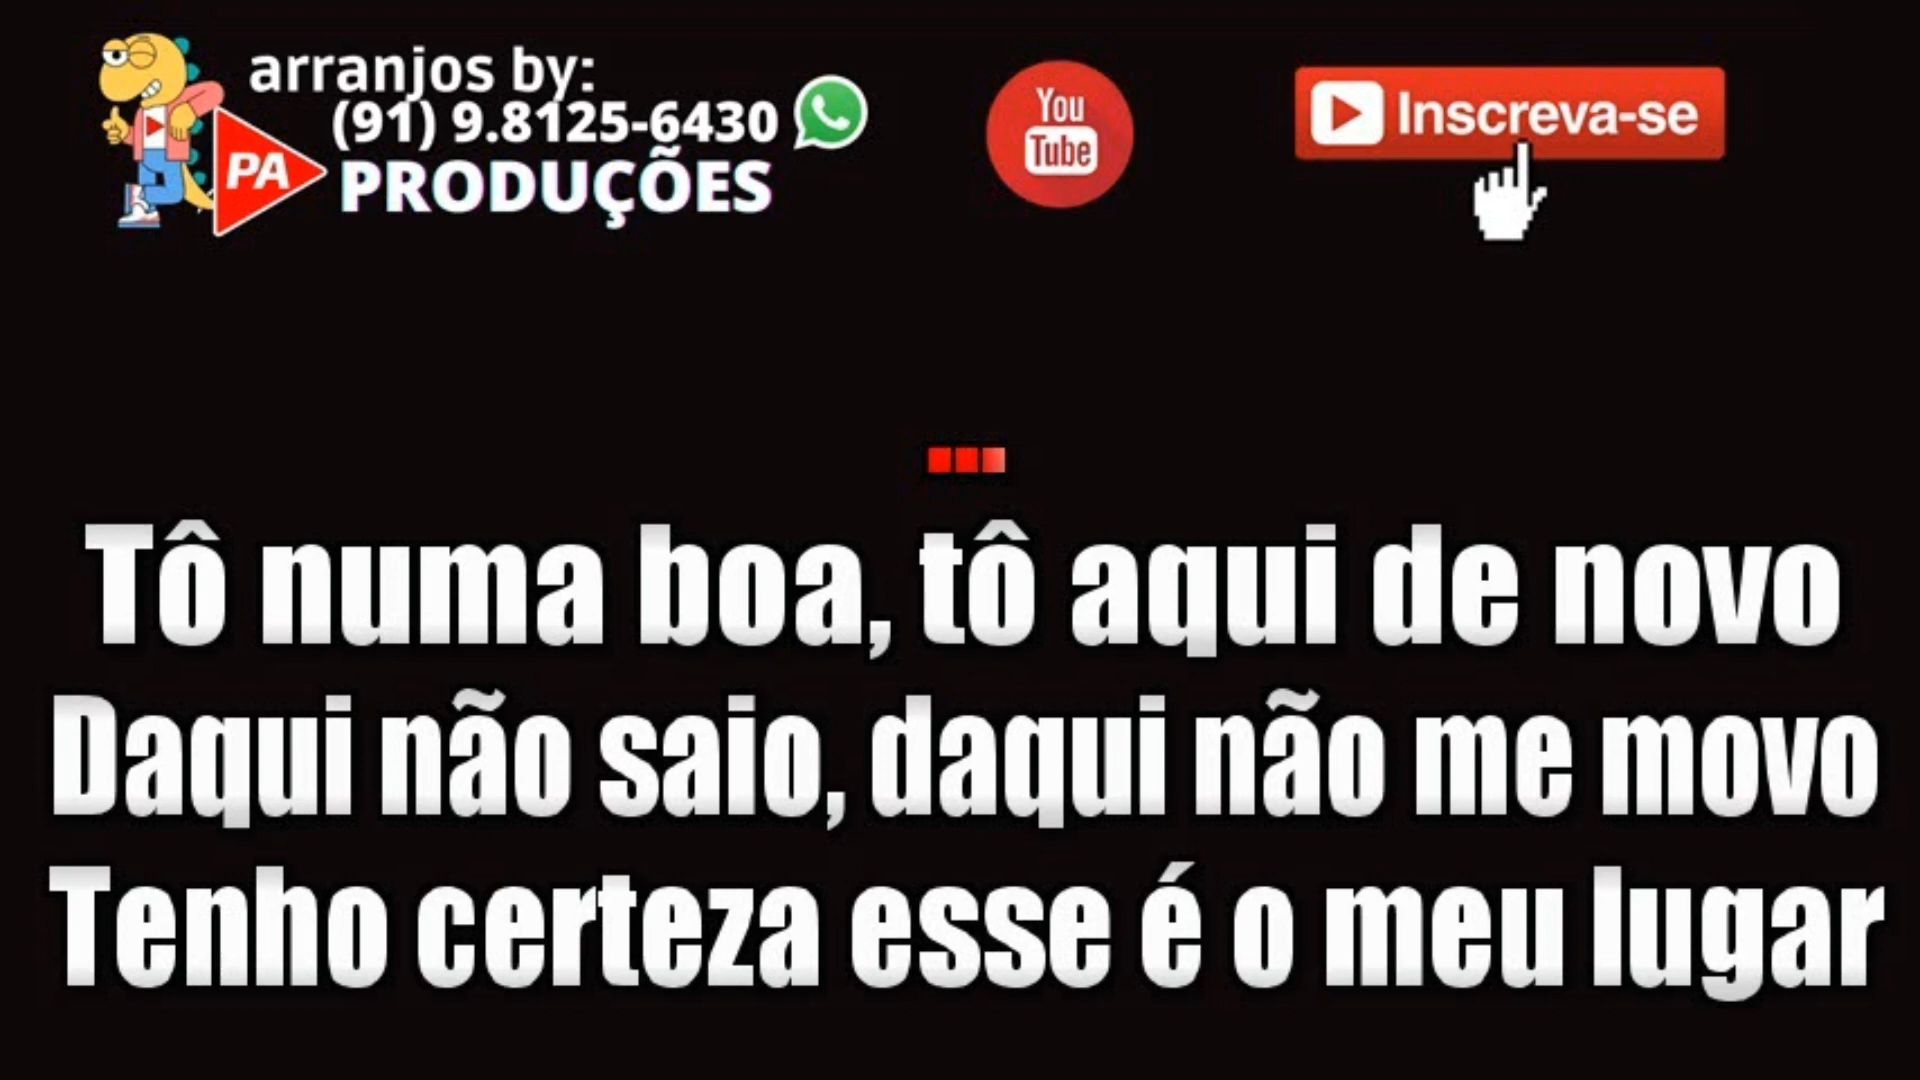 arranjos by:
(91) 9.8125-6430
PA PRODUÇÕES
You
Tube
Inscreva-se
Tô numa boa, tô aqui de novo
Daqui não saio, daqui não me movo
Tenho certeza esse é o meu lugar